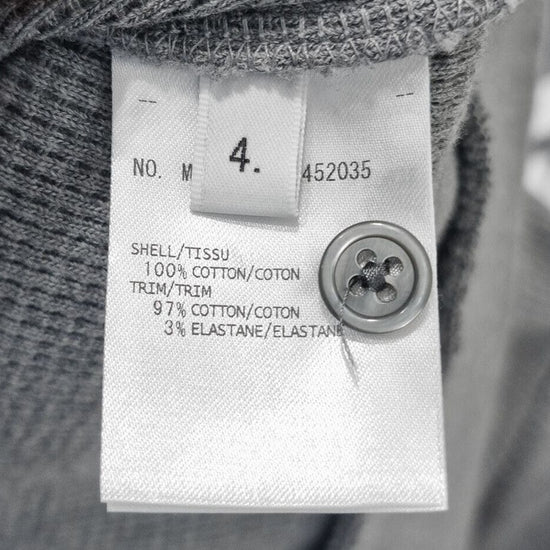 4.
NO. M 452035
SHELL/TISSU
100% COTTON/COTON
TRIM/TRIM
97% COTTON/COTON
3% ELASTANE/ELASTANE